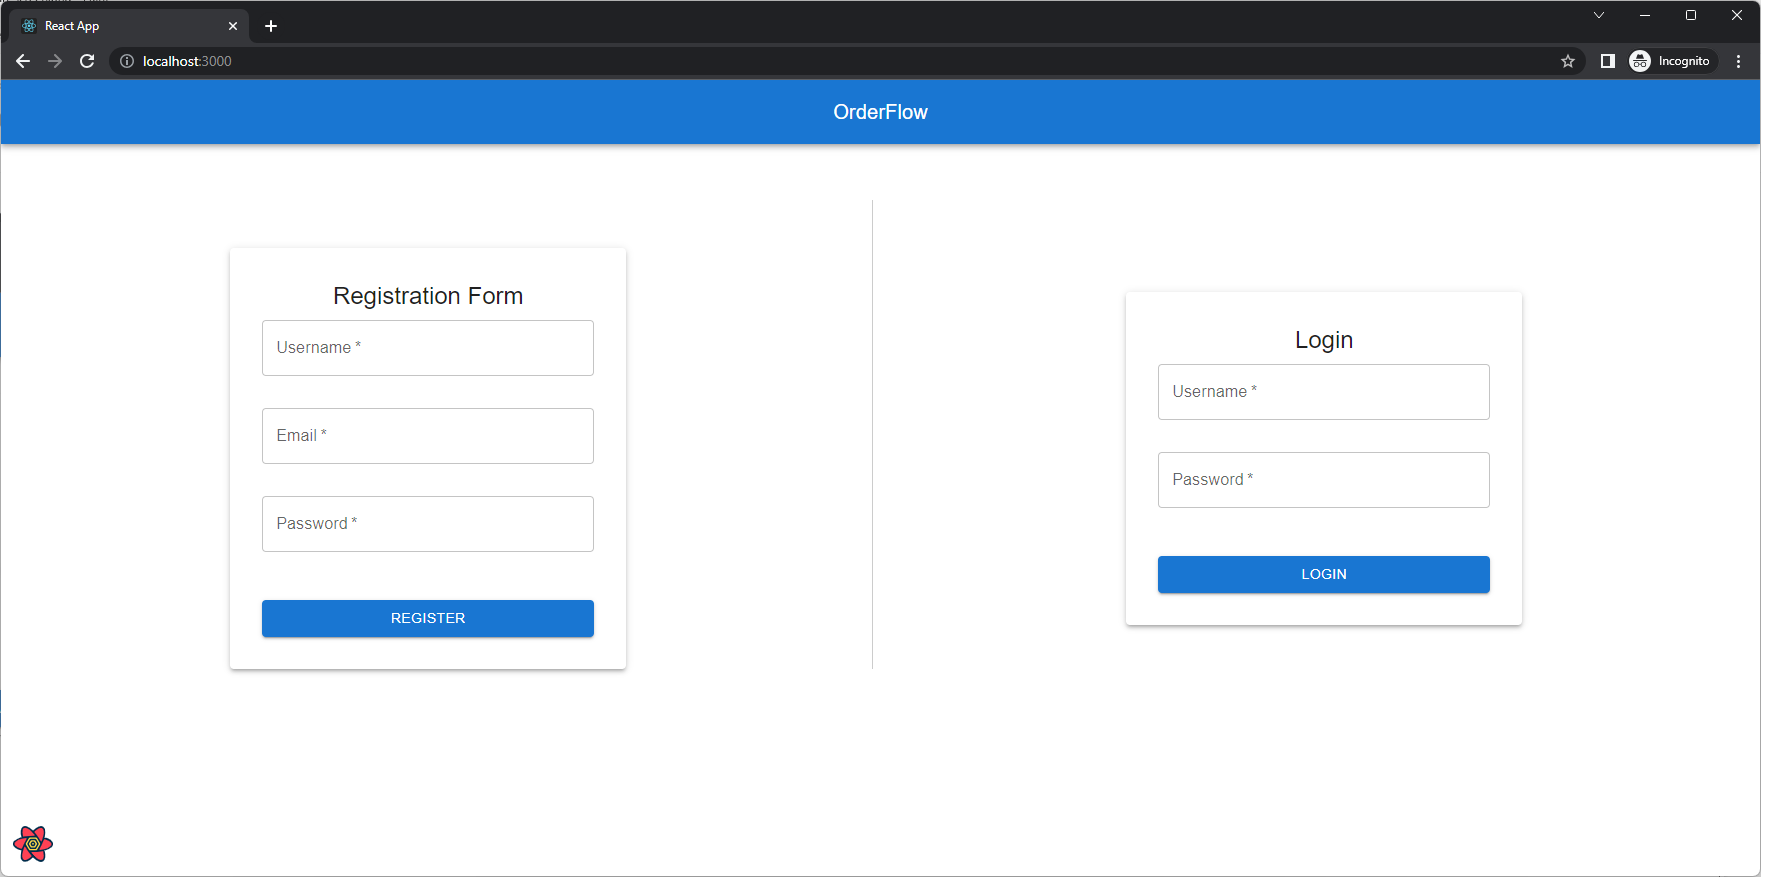 React App
localhost:3000
Incognito
OrderFlow
Registration Form
Username *
Email *
Password *
REGISTER
Login
Username *
Password *
LOGIN